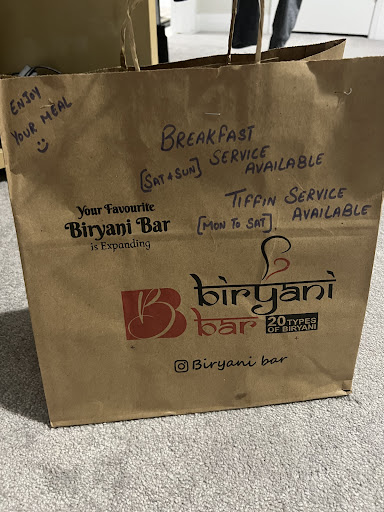 ENJOY
YOUR MEAL
BREAKFAST
[SAT & SUN] SERVICE
AVAILABLE
TIFFIN SERVICE
[MON TO SAT] AVAILABLE
Your Favourite
Biryani Bar
is Expanding
biryani
bar 20 TYPES
OF BIRYANI
Biryani bar